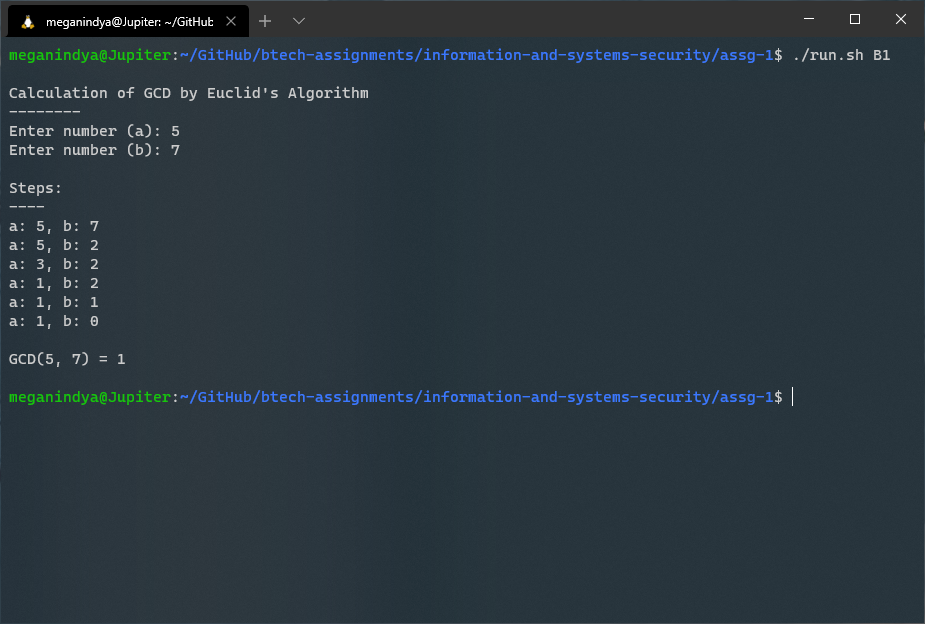 meganindya@Jupiter: ~/GitHub
meganindya@Jupiter:~/GitHub/btech-assignments/information-and-systems-security/assg-1$ ./run.sh B1
Calculation of GCD by Euclid's Algorithm
--------
Enter number (a): 5
Enter number (b): 7
Steps:
----
a: 5, b: 7
a: 5, b: 2
a: 3, b: 2
a: 1, b: 2
a: 1, b: 1
a: 1, b: 0
GCD(5, 7) = 1
meganindya@Jupiter:~/GitHub/btech-assignments/information-and-systems-security/assg-1$